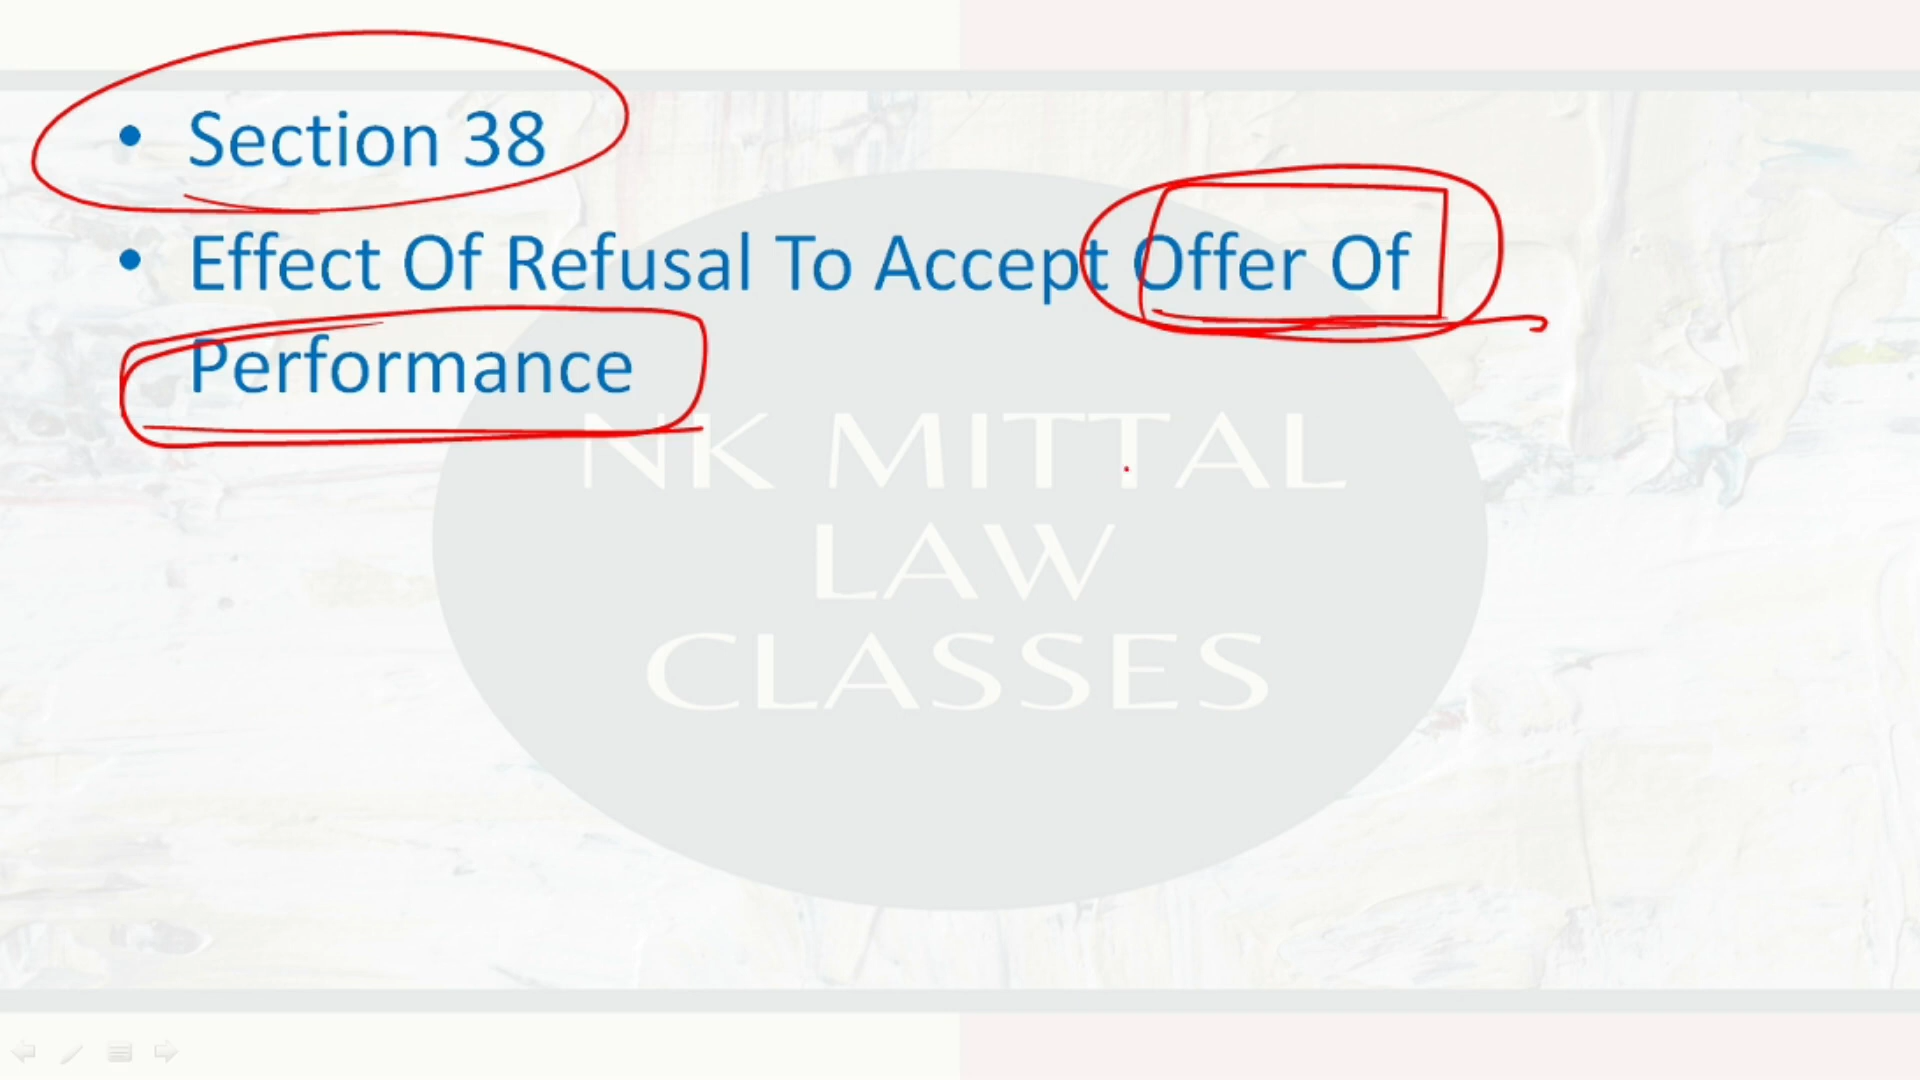 • Section 38
• Effect Of Refusal To Accept Offer Of
Performance
NK MITTAL
LAW
CLASSES